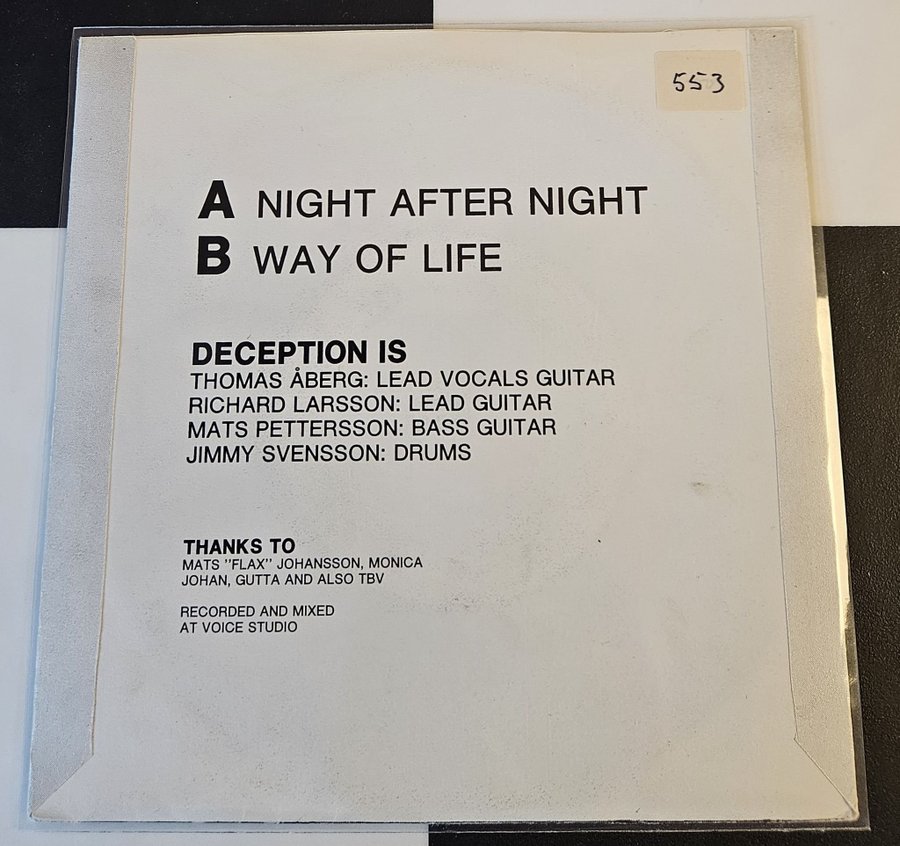 553
A NIGHT AFTER NIGHT
B WAY OF LIFE
DECEPTION IS
THOMAS ÅBERG: LEAD VOCALS GUITAR
RICHARD LARSSON: LEAD GUITAR
MATS PETTERSSON: BASS GUITAR
JIMMY SVENSSON: DRUMS
THANKS TO
MATS "FLAX" JOHANSSON, MONICA
JOHAN, GUTTA AND ALSO TBV
RECORDED AND MIXED
AT VOICE STUDIO